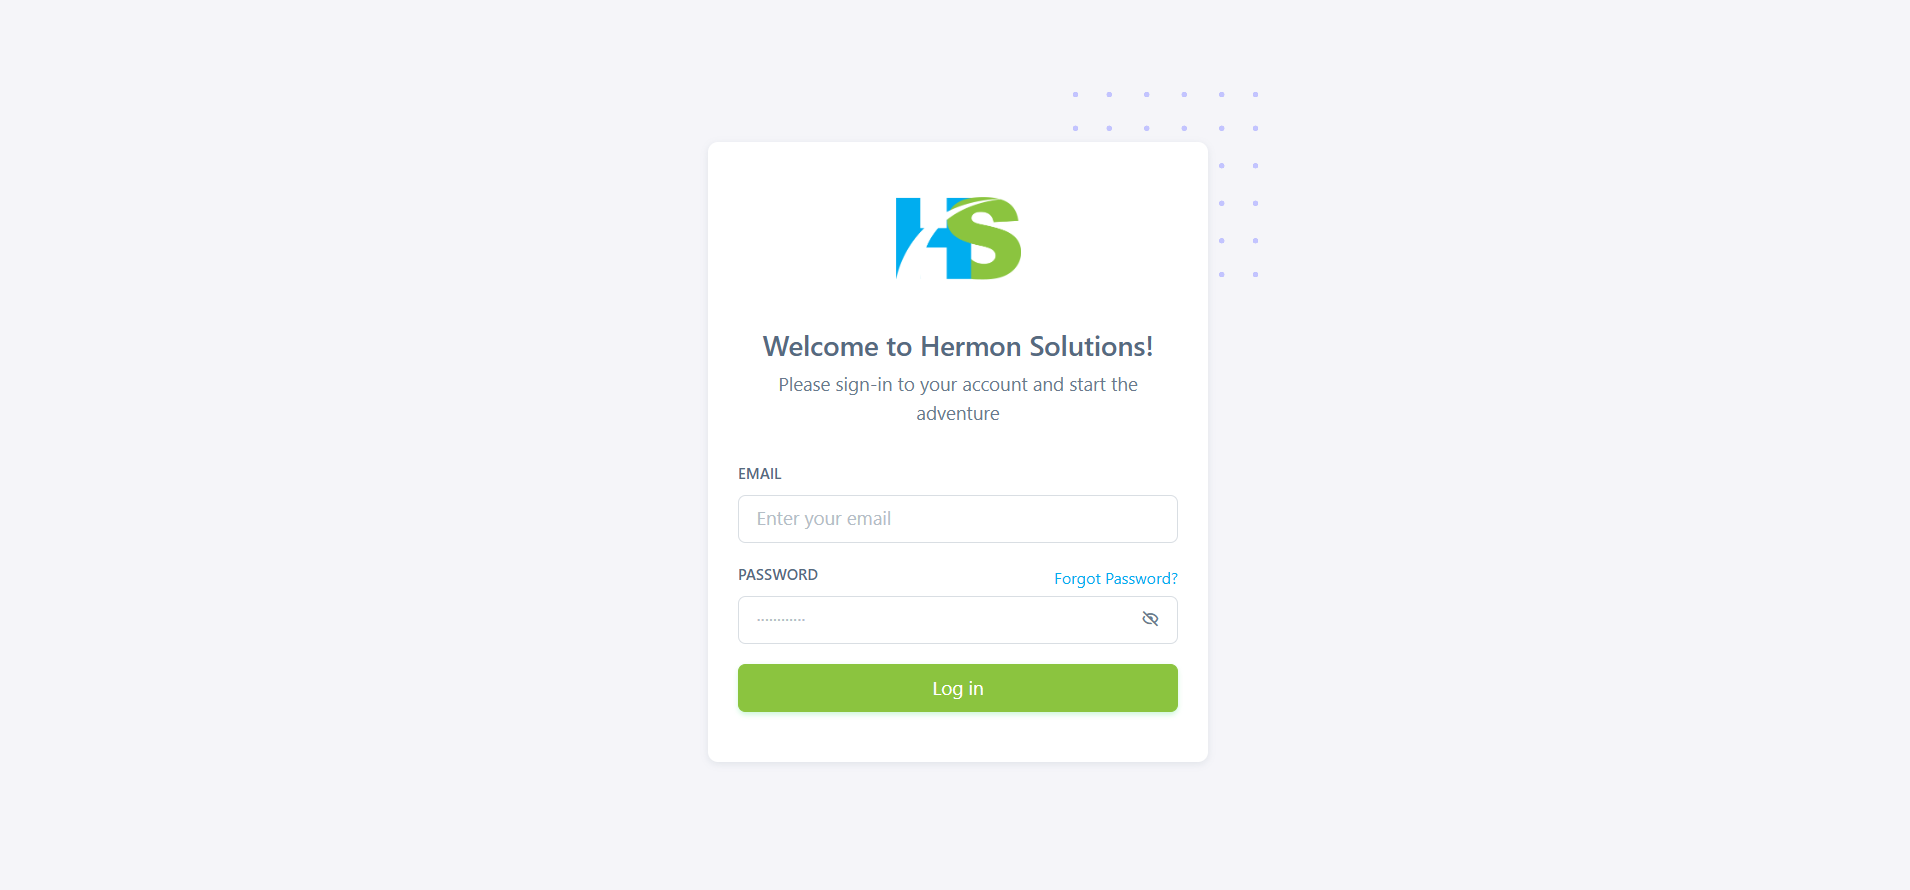 HS
Welcome to Hermon Solutions!
Please sign-in to your account and start the
adventure
EMAIL
Enter your email
PASSWORD
Forgot Password?
············
Log in